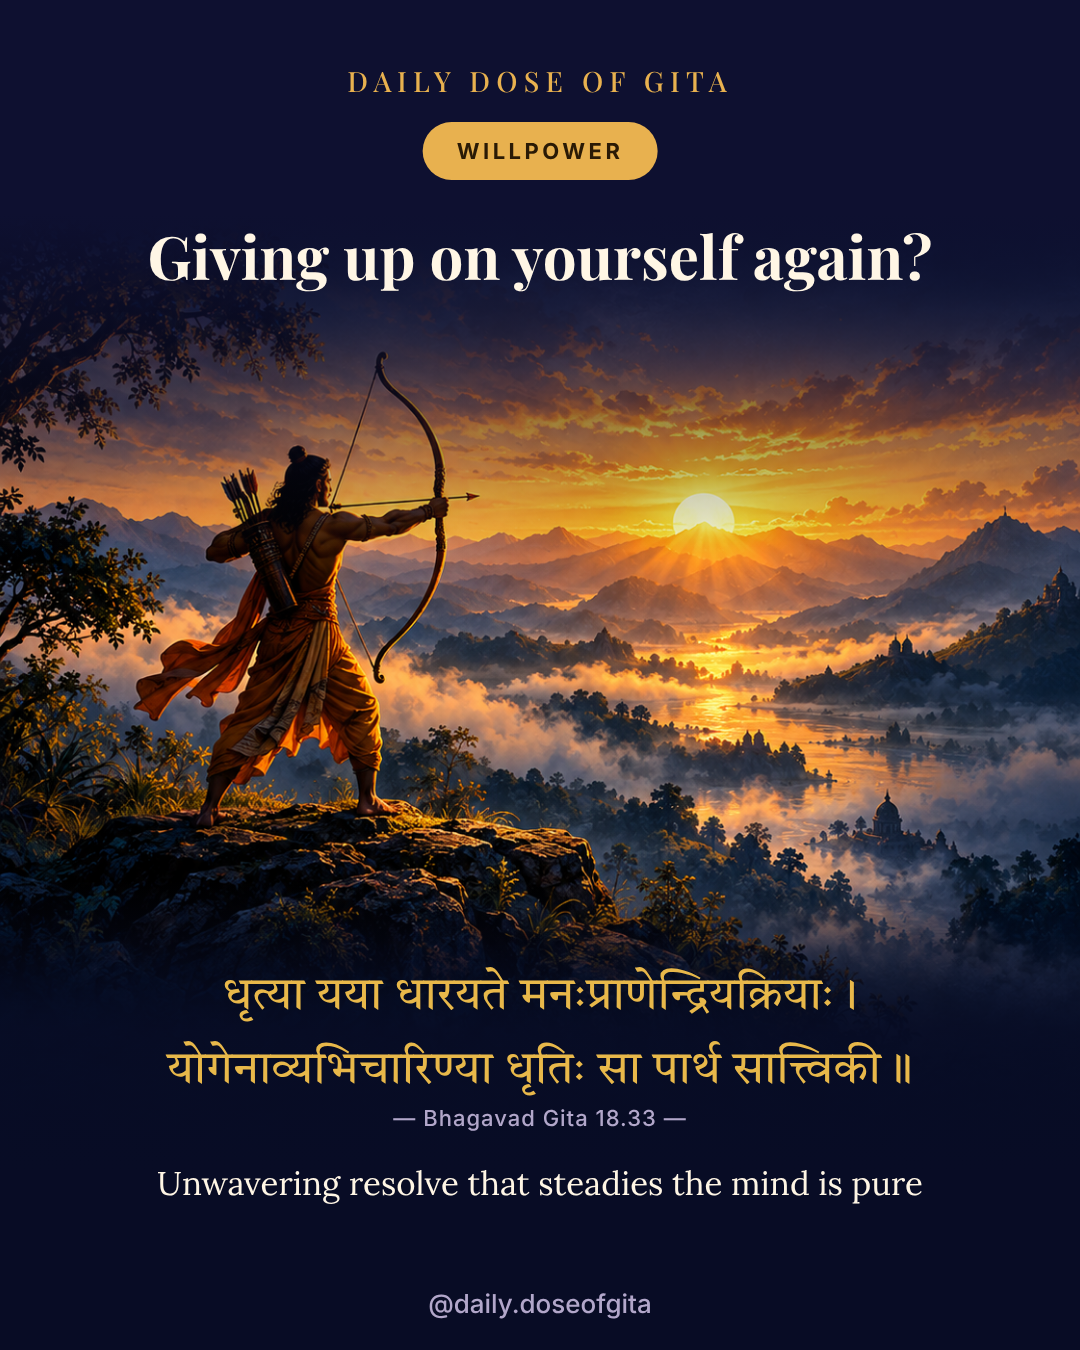 DAILY DOSE OF GITA
WILLPOWER
Giving up on yourself again?
धृत्या यया धारयते मनःप्राणेन्द्रियक्रियाः ।
योगेनाव्यभिचारिण्या धृतिः सा पार्थ सात्त्विकी ॥
— Bhagavad Gita 18.33 —
Unwavering resolve that steadies the mind is pure
@daily.doseofgita